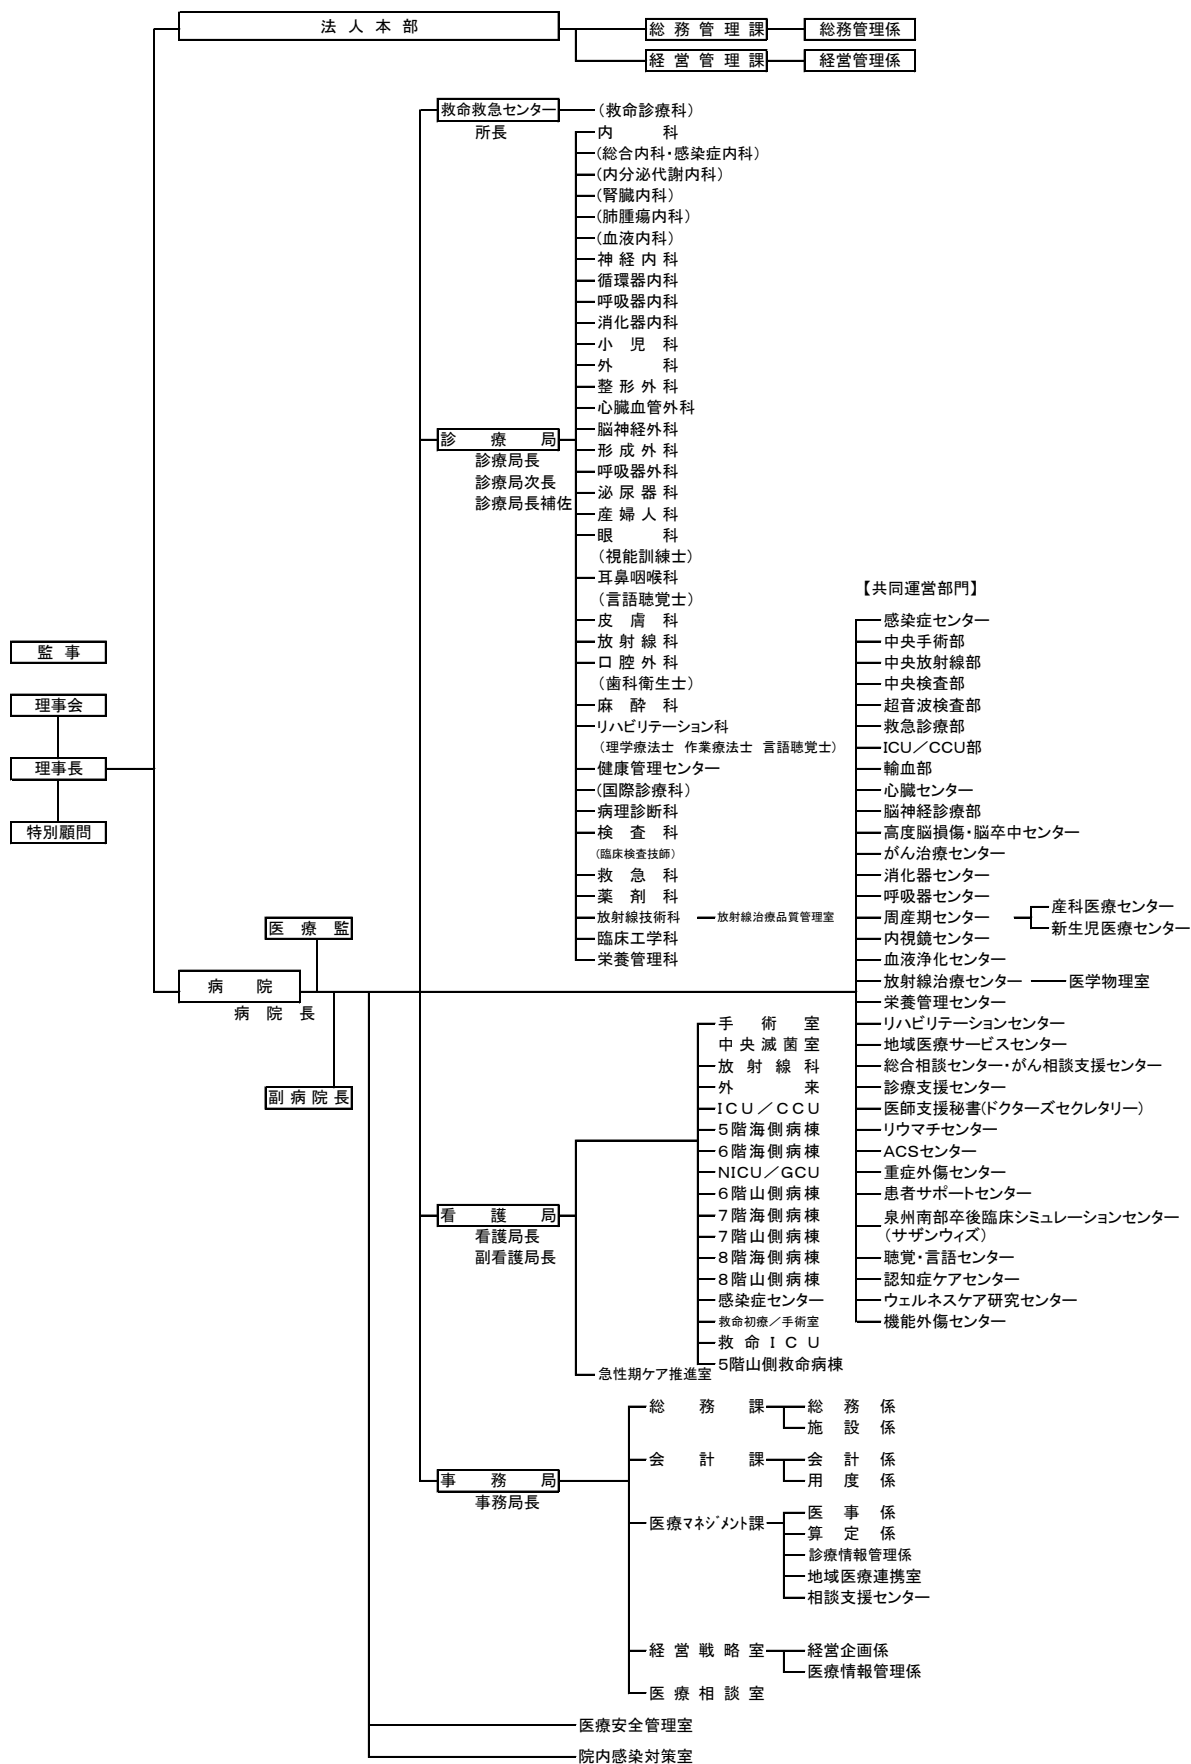 法人本部
総務管理課
総務管理係
経営管理課
経営管理係
救命救急センター
所長
(救命診療科)
内科
(総合内科・感染症内科)
(内分泌代謝内科)
(腎臓内科)
(肺腫瘍内科)
(血液内科)
神経内科
循環器内科
呼吸器内科
消化器内科
小児科
外科
整形外科
心臓血管外科
診療局
診療局長
診療局次長
診療局長補佐
脳神経外科
形成外科
呼吸器外科
泌尿器科
産婦人科
眼科
(視能訓練士)
耳鼻咽喉科
(言語聴覚士)
皮膚科
放射線科
口腔外科
(歯科衛生士)
麻酔科
リハビリテーション科
(理学療法士 作業療法士 言語聴覚士)
健康管理センター
(国際診療科)
病理診断科
検査科
(臨床検査技師)
救急科
薬剤科
放射線技術科
放射線治療品質管理室
臨床工学科
栄養管理科
監事
理事会
理事長
特別顧問
医療監
病院
病院長
副病院長
【共同運営部門】
感染症センター
中央手術部
中央放射線部
中央検査部
超音波検査部
救急診療部
ICU／CCU部
輸血部
心臓センター
脳神経診療部
高度脳損傷・脳卒中センター
がん治療センター
消化器センター
呼吸器センター
周産期センター
産科医療センター
新生児医療センター
内視鏡センター
血液浄化センター
放射線治療センター
医学物理室
栄養管理センター
リハビリテーションセンター
地域医療サービスセンター
総合相談センター・がん相談支援センター
診療支援センター
医師支援秘書(ドクターズセクレタリー)
リウマチセンター
ACSセンター
重症外傷センター
患者サポートセンター
泉州南部卒後臨床シミュレーションセンター
(サザンウィズ)
聴覚・言語センター
認知症ケアセンター
ウェルネスケア研究センター
機能外傷センター
看護局
看護局長
副看護局長
手術室
中央滅菌室
放射線科
外来
ICU／CCU
5階海側病棟
6階海側病棟
NICU／GCU
6階山側病棟
7階海側病棟
7階山側病棟
8階海側病棟
8階山側病棟
感染症センター
救命初療／手術室
救命ICU
5階山側救命病棟
急性期ケア推進室
事務局
事務局長
総務課
総務係
施設係
会計課
会計係
用度係
医療マネジメント課
医事係
算定係
診療情報管理係
地域医療連携室
相談支援センター
経営戦略室
経営企画係
医療情報管理係
医療相談室
医療安全管理室
院内感染対策室